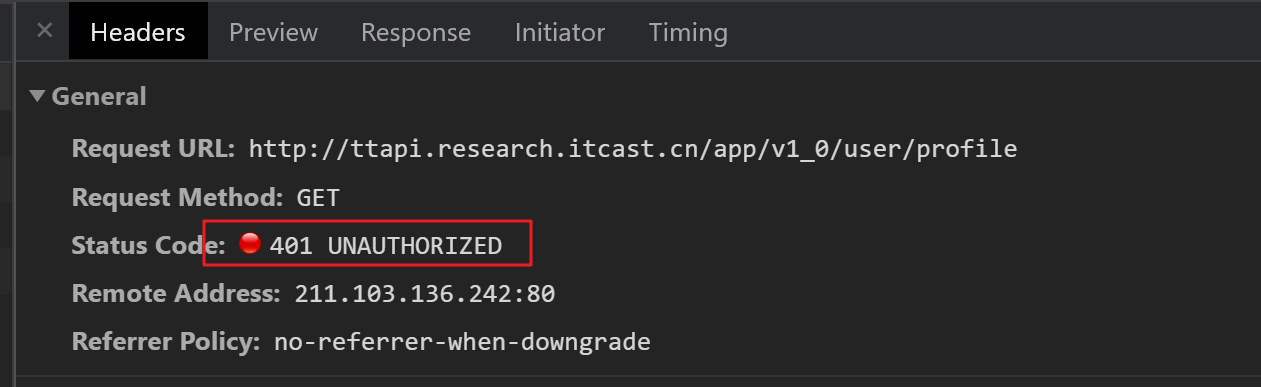 × Headers Preview Response Initiator Timing
▼ General
Request URL: http://ttapi.research.itcast.cn/app/v1_0/user/profile
Request Method: GET
Status Code: 401 UNAUTHORIZED
Remote Address: 211.103.136.242:80
Referrer Policy: no-referrer-when-downgrade